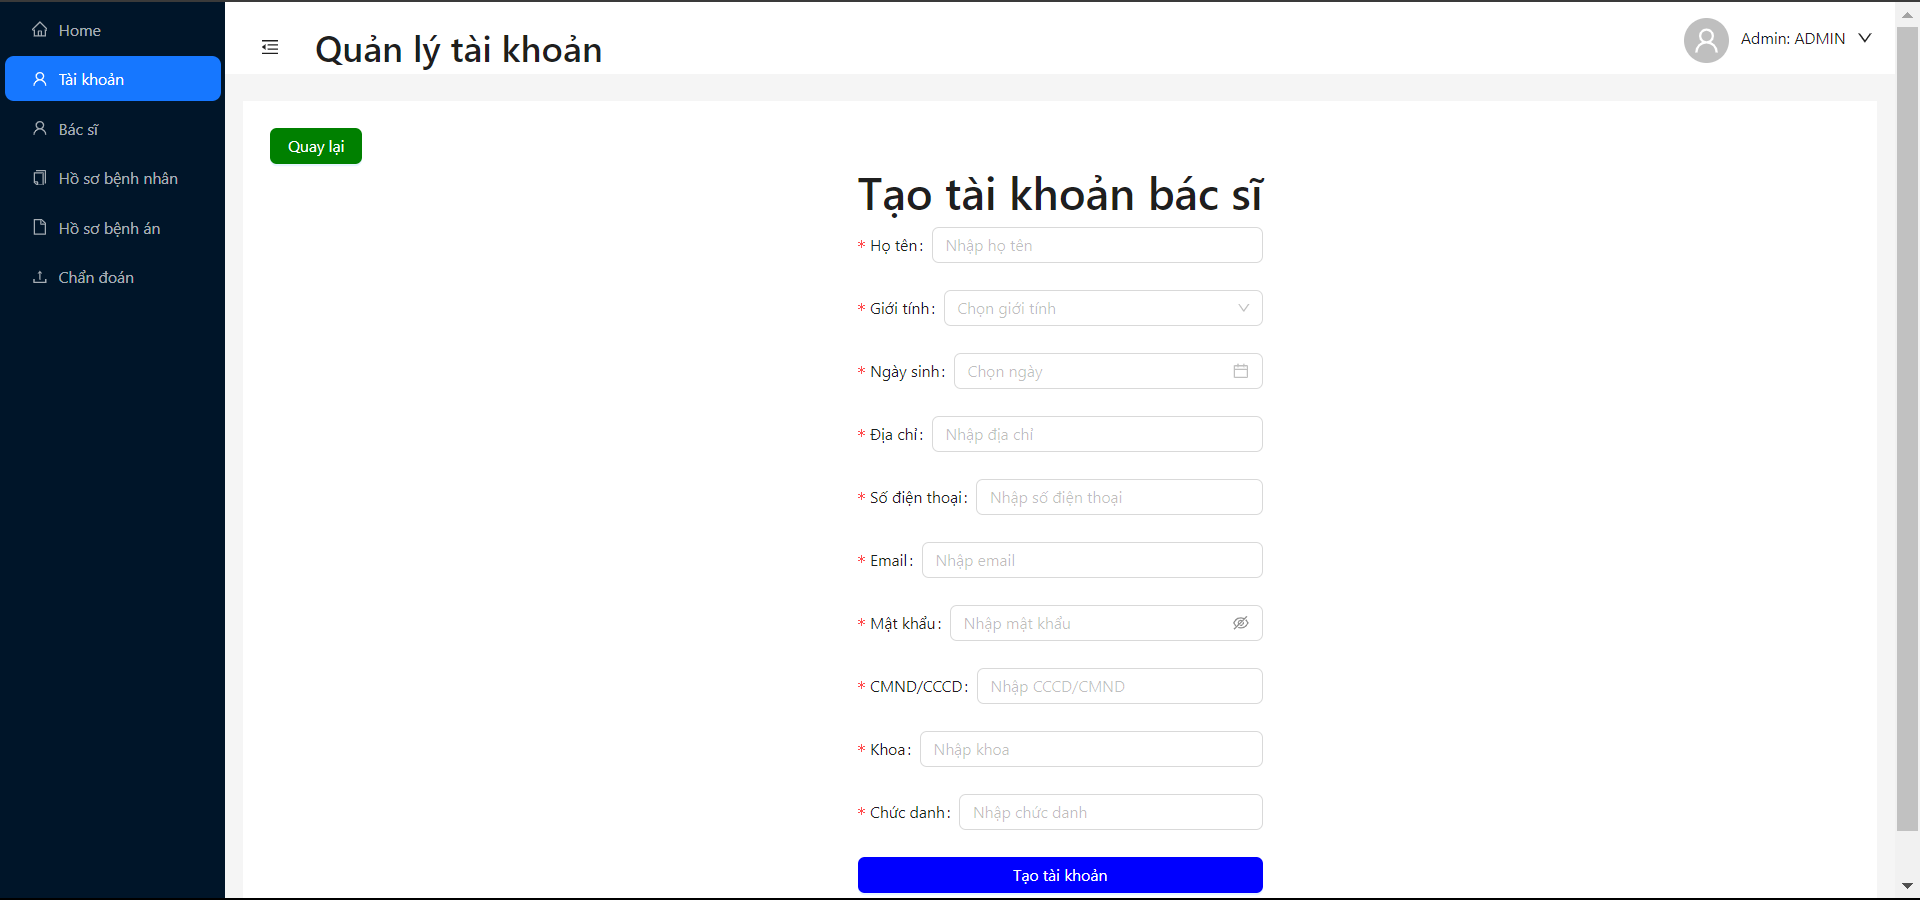 Home
Tài khoản
Bác sĩ
Hồ sơ bệnh nhân
Hồ sơ bệnh án
Chẩn đoán
Quản lý tài khoản
Admin: ADMIN
Quay lại
Tạo tài khoản bác sĩ
* Họ tên: Nhập họ tên
* Giới tính: Chọn giới tính
* Ngày sinh: Chọn ngày
* Địa chỉ: Nhập địa chỉ
* Số điện thoại: Nhập số điện thoại
* Email: Nhập email
* Mật khẩu: Nhập mật khẩu
* CMND/CCCD: Nhập CCCD/CMND
* Khoa: Nhập khoa
* Chức danh: Nhập chức danh
Tạo tài khoản